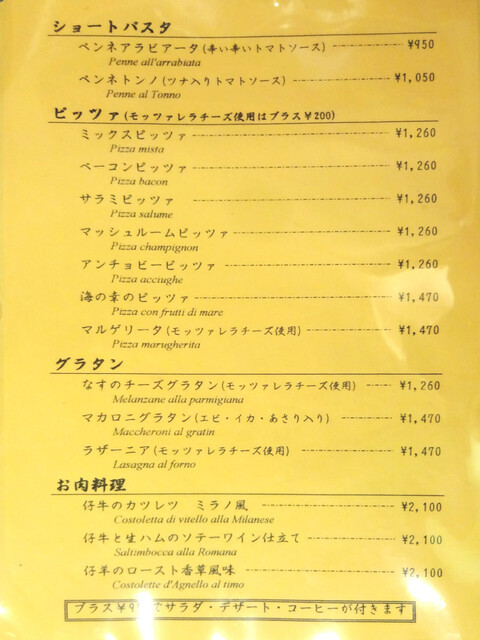 ショートパスタ
ペンネアラビアータ(辛い辛いトマトソース) ¥950
Penne all'arrabiata
ペンネトンノ(ツナ入りトマトソース) ¥1,050
Penne al Tonno
ピッツァ(モッツァレラチーズ使用はプラス¥200)
ミックスピッツァ ¥1,260
Pizza mista
ベーコンピッツァ ¥1,260
Pizza bacon
サラミピッツァ ¥1,260
Pizza salume
マッシュルームピッツァ ¥1,260
Pizza champignon
アンチョビーピッツァ ¥1,260
Pizza acciughe
海の幸のピッツァ ¥1,470
Pizza con frutti di mare
マルゲリータ(モッツァレラチーズ使用) ¥1,470
Pizza marugherita
グラタン
なすのチーズグラタン(モッツァレラチーズ使用) ¥1,260
Melanzane alla parmigiana
マカロニグラタン(エビ・イカ・あさり入り) ¥1,470
Maccheroni al gratin
ラザーニア(モッツァレラチーズ使用) ¥1,470
Lasagna al forno
お肉料理
仔牛のカツレツ ミラノ風 ¥2,100
Costoletta di vitello alla Milanese
仔牛と生ハムのソテーワイン仕立て ¥2,100
Saltimbocca alla Romana
仔羊のロースト香草風味 ¥2,100
Costolette d'Agnello al timo
プラス でサラダ・デザート・コーヒーが付きます